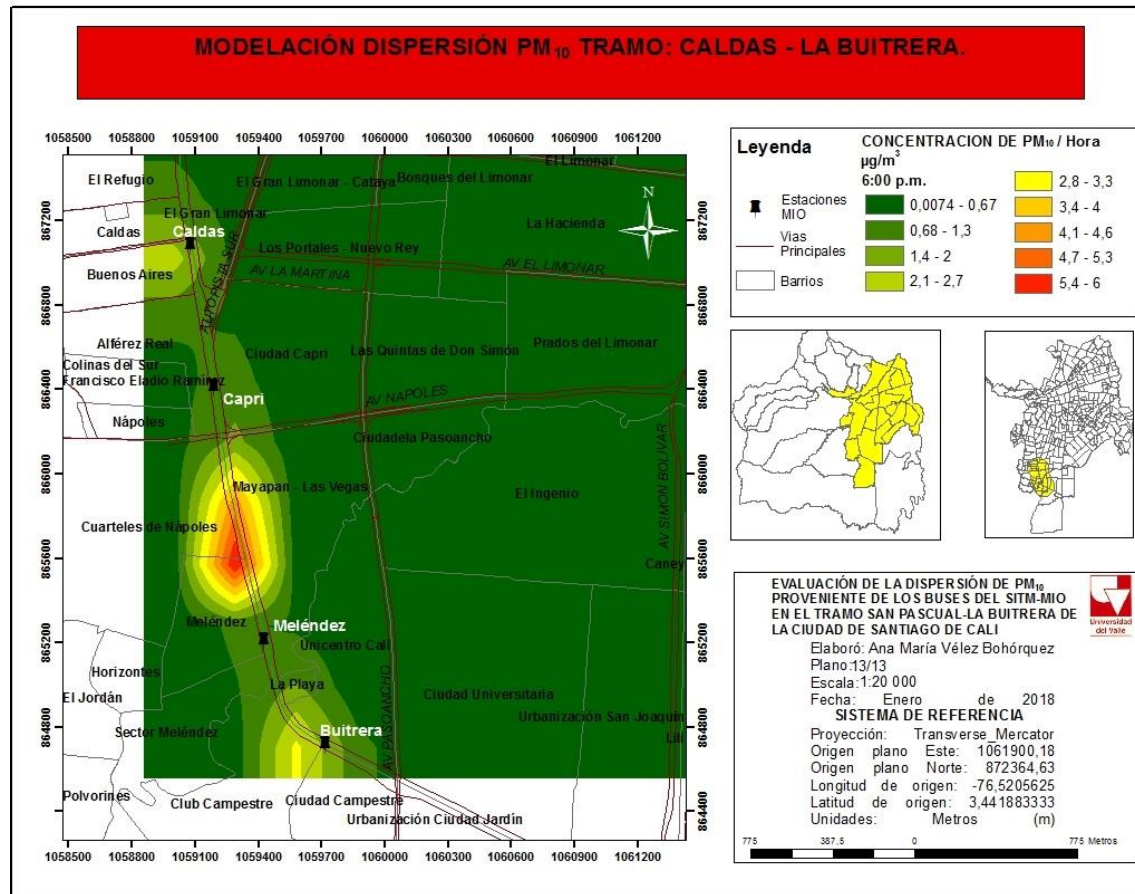 MODELACIÓN DISPERSIÓN PM₁₀ TRAMO: CALDAS - LA BUITRERA.
1058500 1058800 1059100 1059400 1059700 1060000 1060300 1060600 1060900 1061200
El Limonar
El Refugio
El Gran Limonar - Cataya
Bosques del Limonar
N
El Gran Limonar
La Hacienda
867200
867200
Caldas
Caldas
Los Portales - Nuevo Rey
AV EL LIMONAR
Buenos Aires
AV LA MARTINA
AUTOPISTA SUR
866800
866800
Alférez Real
Ciudad Capri
Las Quintas de Don Simón
Prados del Limonar
Colinas del Sur
Francisco Eladio Ramirez
866400
866400
Capri
AV NAPOLES
Nápoles
Ciudadela Pasoancho
AV SIMON BOLIVAR
866000
866000
Mayapan - Las Vegas
El Ingenio
Cuarteles de Nápoles
865600
865600
Caney
Meléndez
Meléndez
865200
865200
Unicentro Cali
Horizontes
La Playa
El Jordán
Ciudad Universitaria
AV PASOANCHO
Sector Meléndez
Buitrera
Urbanización San Joaquin
864800
864800
Lili
Polvorines
Club Campestre
Ciudad Campestre
Urbanización Ciudad Jardín
864400
864400
1058500 1058800 1059100 1059400 1059700 1060000 1060300 1060600 1060900 1061200
Leyenda
Estaciones MIO
Vias Principales
Barrios
CONCENTRACION DE PM₁₀ / Hora
µg/m³
6:00 p.m.
0,0074 - 0,67
0,68 - 1,3
1,4 - 2
2,1 - 2,7
2,8 - 3,3
3,4 - 4
4,1 - 4,6
4,7 - 5,3
5,4 - 6
EVALUACIÓN DE LA DISPERSIÓN DE PM₁₀
PROVENIENTE DE LOS BUSES DEL SITM-MIO
EN EL TRAMO SAN PASCUAL-LA BUITRERA DE
LA CIUDAD DE SANTIAGO DE CALI
Universidad
del Valle
Elaboró: Ana María Vélez Bohórquez
Plano:13/13
Escala:1:20 000
Fecha: Enero de 2018
SISTEMA DE REFERENCIA
Proyección: Transverse_Mercator
Origen plano Este: 1061900,18
Origen plano Norte: 872364,63
Longitud de origen: -76,5205625
Latitud de origen: 3,441883333
Unidades: Metros (m)
775 387,5 0 775 Metros